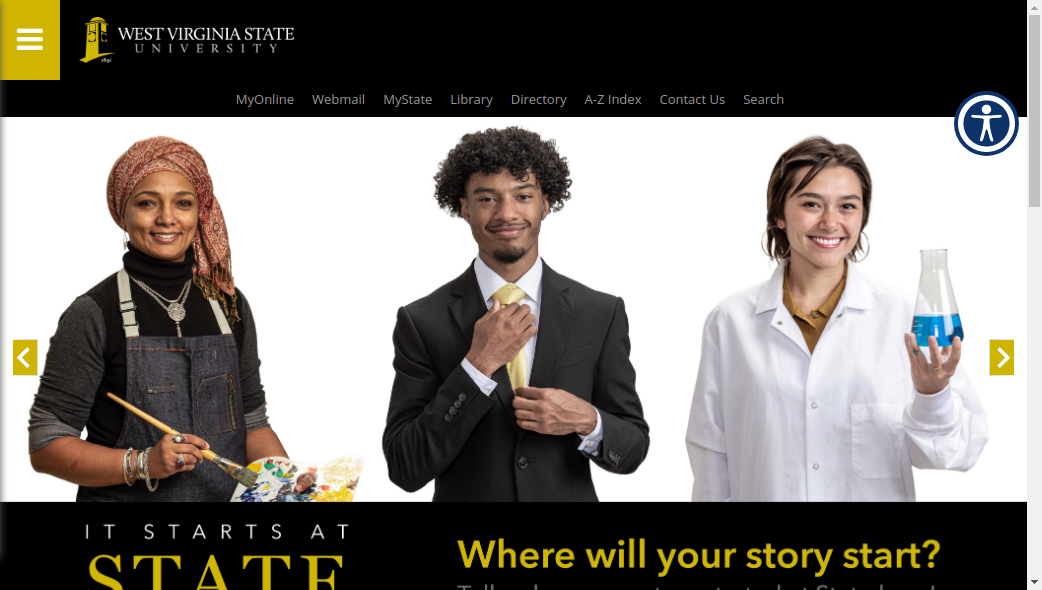 WEST VIRGINIA STATE
UNIVERSITY
1891
MyOnline Webmail MyState Library Directory A-Z Index Contact Us Search
IT STARTS AT
STATE
Where will your story start?